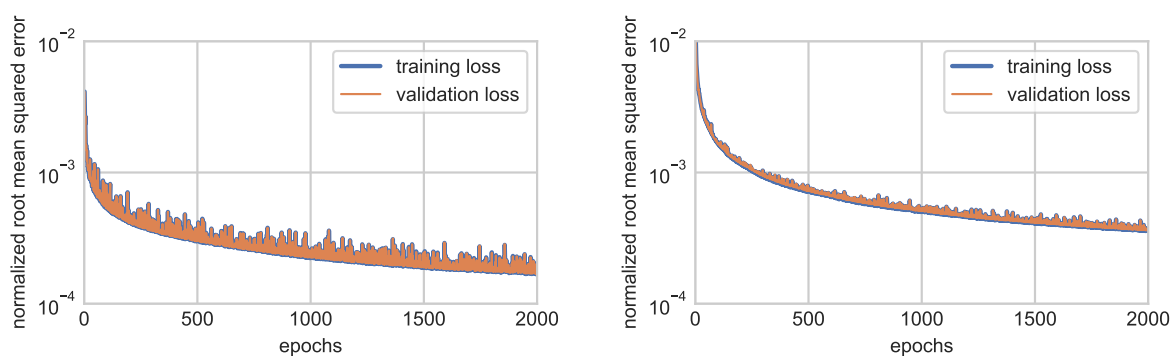 normalized root mean squared error
10⁻²
10⁻³
10⁻⁴
training loss
validation loss
0 500 1000 1500 2000
epochs
normalized root mean squared error
10⁻²
10⁻³
10⁻⁴
training loss
validation loss
0 500 1000 1500 2000
epochs